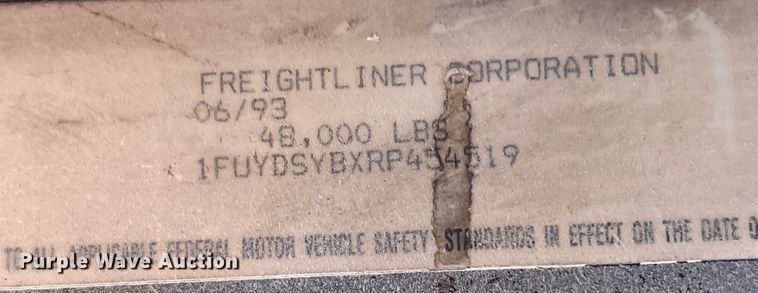 FREIGHTLINER CORPORATION
06/93
48,000 LBS
1FUYDSYBXRP454519
TO ALL APPLICABLE FEDERAL MOTOR VEHICLE SAFETY STANDARDS IN EFFECT ON THE DATE O
Purple Wave Auction